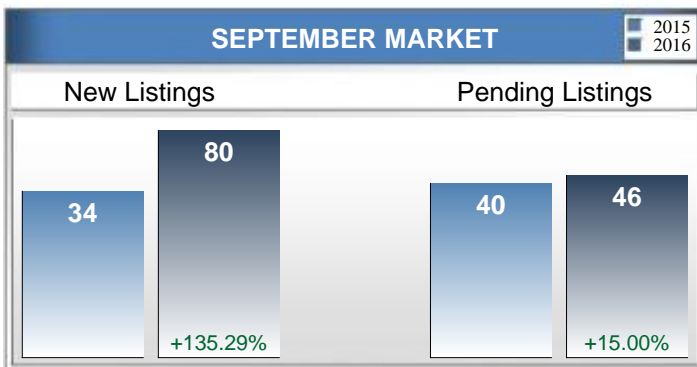 SEPTEMBER MARKET
2015
2016
New Listings
Pending Listings
34
80
+135.29%
40
46
+15.00%